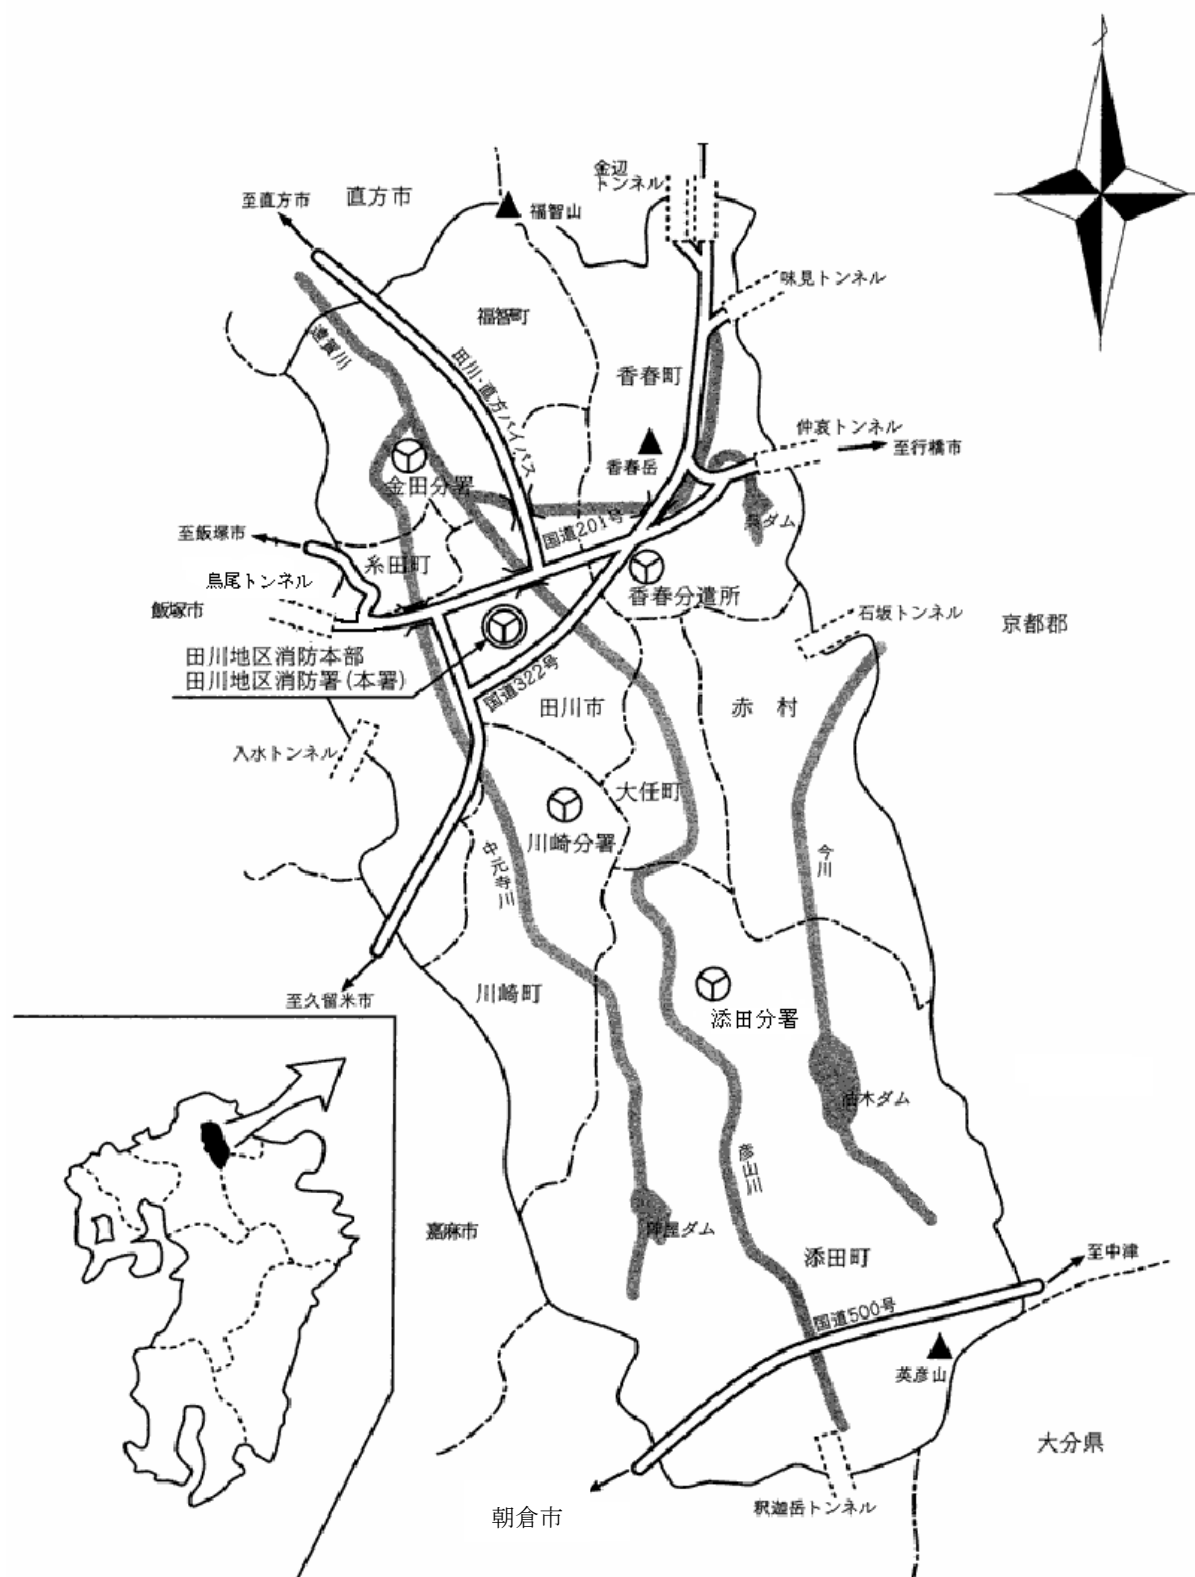 金辺
トンネル
至直方市
直方市
福智山
味見トンネル
福智町
遠賀川
田川・直方バイパス
香春町
仲哀トンネル
至行橋市
香春岳
金田分署
呉ダム
国道201号
至飯塚市
糸田町
烏尾トンネル
香春分遣所
飯塚市
石坂トンネル
京都郡
田川地区消防本部
田川地区消防署(本署)
国道322号
田川市
赤 村
入水トンネル
大任町
川崎分署
中元寺川
今川
川崎町
至久留米市
添田分署
油木ダム
彦山川
嘉麻市
陣屋ダム
添田町
至中津
国道500号
英彦山
大分県
釈迦岳トンネル
朝倉市